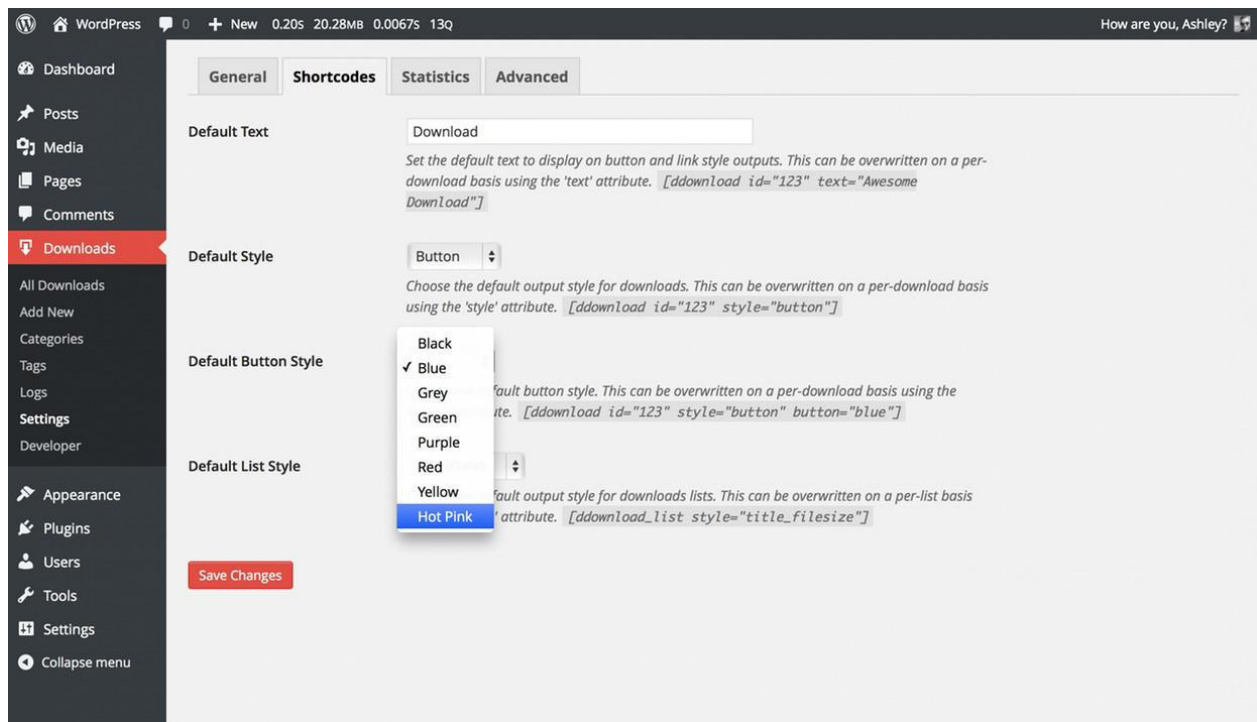 WordPress 0 New 0.20S 20.28MB 0.0067S 13Q How are you, Ashley?
Dashboard
Posts
Media
Pages
Comments
Downloads
All Downloads
Add New
Categories
Tags
Logs
Settings
Developer
Appearance
Plugins
Users
Tools
Settings
Collapse menu
General Shortcodes Statistics Advanced
Default Text
Download
Set the default text to display on button and link style outputs. This can be overwritten on a per-
download basis using the 'text' attribute. [ddownload id="123" text="Awesome
Download"]
Default Style
Button
Choose the default output style for downloads. This can be overwritten on a per-download basis
using the 'style' attribute. [ddownload id="123" style="button"]
Default Button Style
Black
✓ Blue
Grey
Green
Purple
Red
Yellow
Hot Pink
button style. This can be overwritten on a per-download basis using the
[ddownload id="123" style="button" button="blue"]
Default List Style
output style for downloads lists. This can be overwritten on a per-list basis
attribute. [ddownload_list style="title_filesize"]
Save Changes